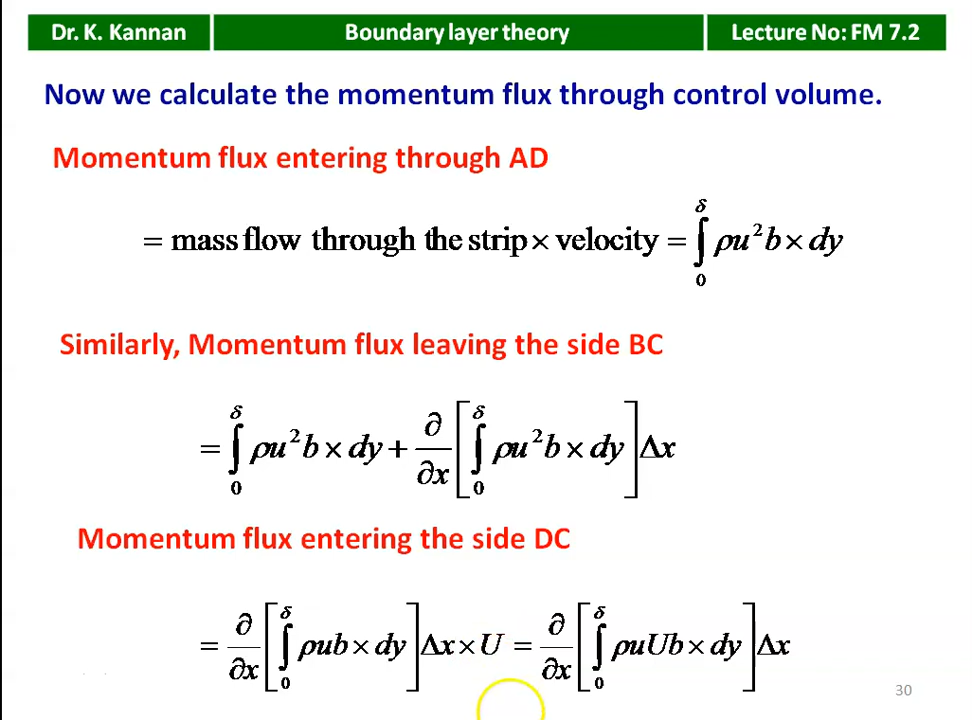 Dr. K. Kannan Boundary layer theory Lecture No: FM 7.2
Now we calculate the momentum flux through control volume.
Momentum flux entering through AD
= mass flow through the strip × velocity = ∫₀^δ ρu²b × dy
Similarly, Momentum flux leaving the side BC
= ∫₀^δ ρu²b × dy + ∂/∂x [∫₀^δ ρu²b × dy] Δx
Momentum flux entering the side DC
= ∂/∂x [∫₀^δ ρub × dy] Δx × U = ∂/∂x [∫₀^δ ρuUb × dy] Δx
30